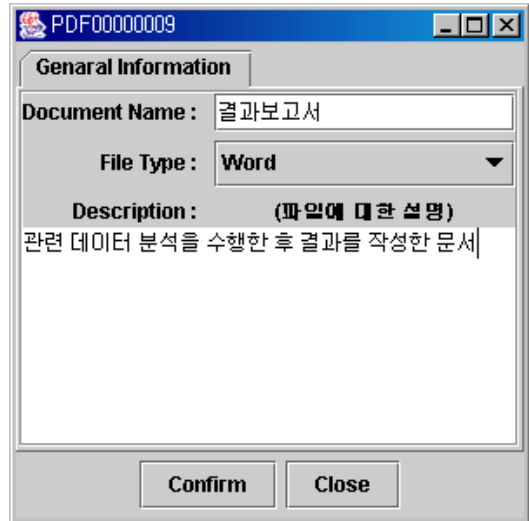 PDF00000009
Genaral Information
Document Name : 결과보고서
File Type : Word
Description : (파일에 대한 설명)
관련 데이터 분석을 수행한 후 결과를 작성한 문서
Confirm Close